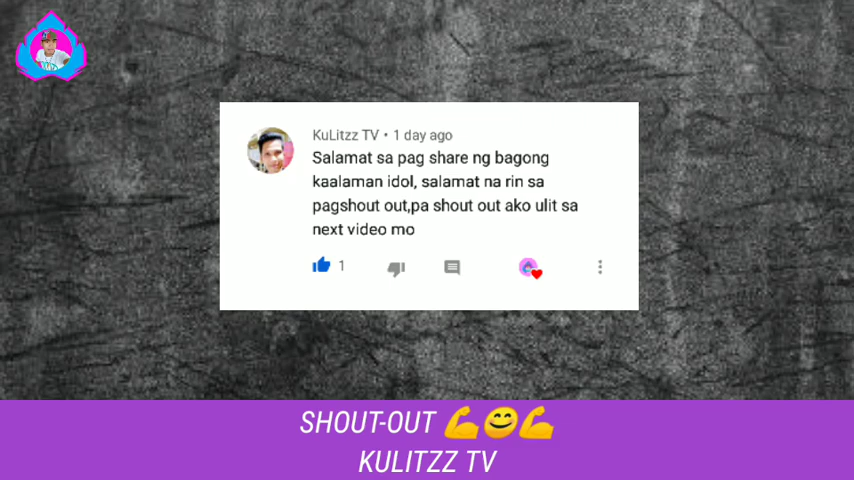 KuLitzz TV • 1 day ago
Salamat sa pag share ng bagong
kaalaman idol, salamat na rin sa
pagshout out,pa shout out ako ulit sa
next video mo
1
SHOUT-OUT 💪😊💪
KULITZZ TV